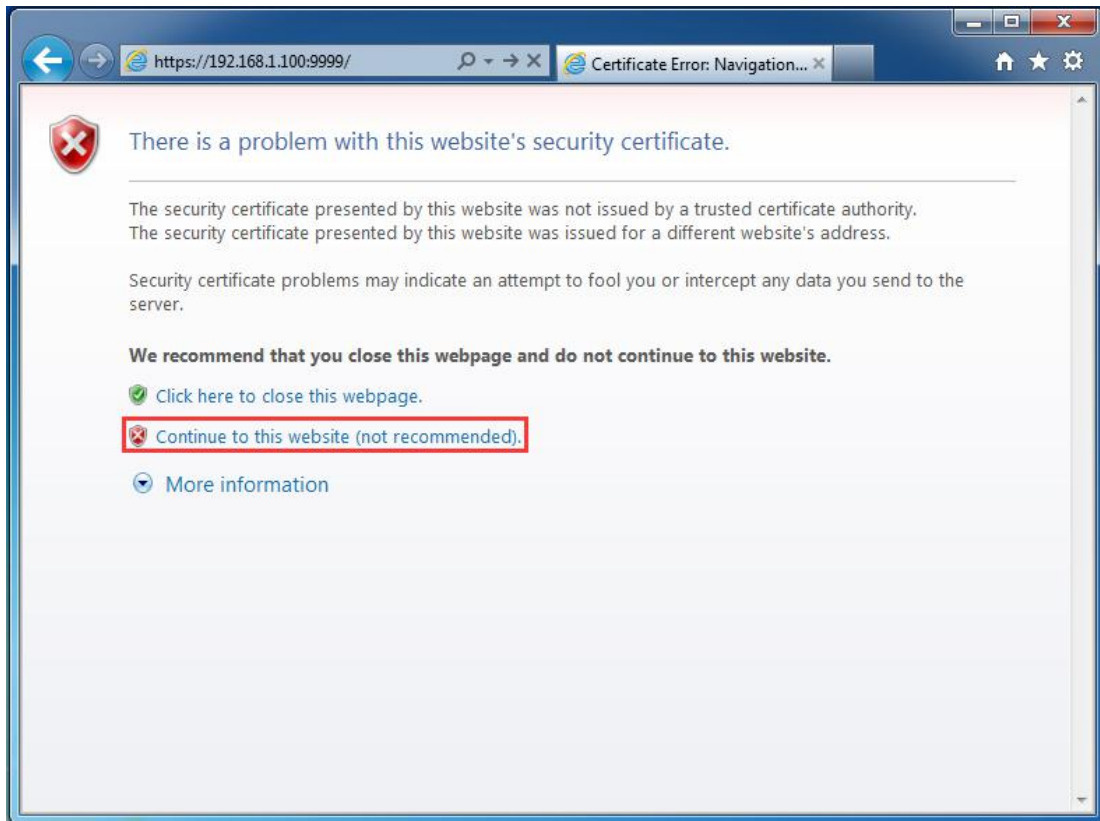 https://192.168.1.100:9999/
Certificate Error: Navigation...
There is a problem with this website's security certificate.
The security certificate presented by this website was not issued by a trusted certificate authority.
The security certificate presented by this website was issued for a different website's address.
Security certificate problems may indicate an attempt to fool you or intercept any data you send to the
server.
We recommend that you close this webpage and do not continue to this website.
Click here to close this webpage.
Continue to this website (not recommended).
More information